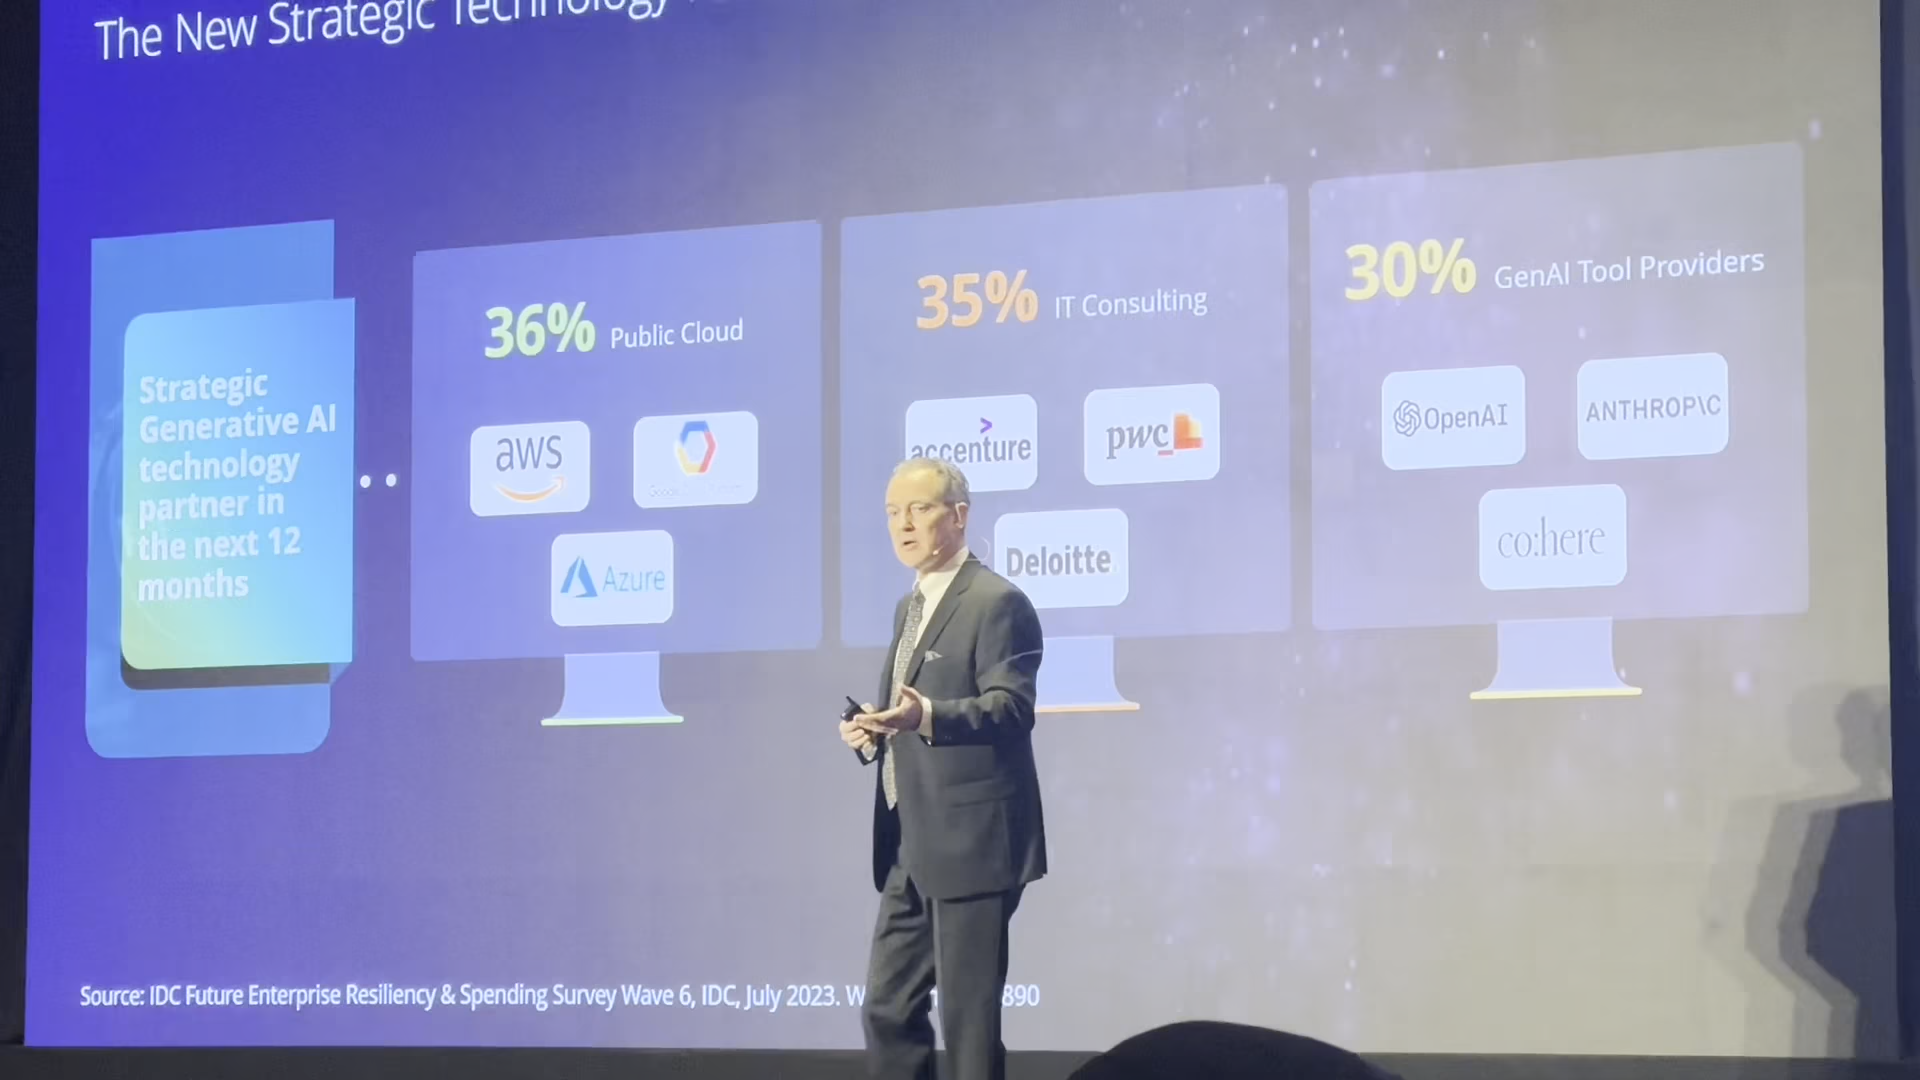 The New Strategic Technology
Strategic
Generative AI
technology
partner in
the next 12
months
36% Public Cloud
aws
Azure
35% IT Consulting
accenture
pwc
Deloitte.
30% GenAI Tool Providers
OpenAI
ANTHROP\C
co:here
Source: IDC Future Enterprise Resiliency & Spending Survey Wave 6, IDC, July 2023. 890